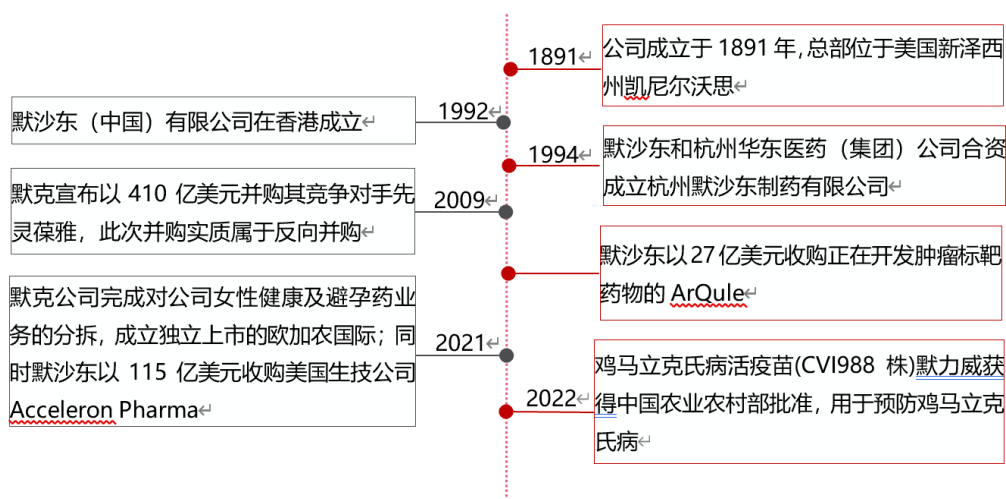 1891
公司成立于 1891 年，总部位于美国新泽西
州凯尼尔沃思
1992
默沙东（中国）有限公司在香港成立
1994
默沙东和杭州华东医药（集团）公司合资
成立杭州默沙东制药有限公司
2009
默克宣布以 410 亿美元并购其竞争对手先
灵葆雅，此次并购实质属于反向并购
默沙东以 27 亿美元收购正在开发肿瘤标靶
药物的 ArQule
2021
默克公司完成对公司女性健康及避孕药业
务的分拆，成立独立上市的欧加农国际；同
时默沙东以 115 亿美元收购美国生技公司
Acceleron Pharma
2022
鸡马立克氏病活疫苗(CVI988 株)默力威获
得中国农业农村部批准，用于预防鸡马立克
氏病